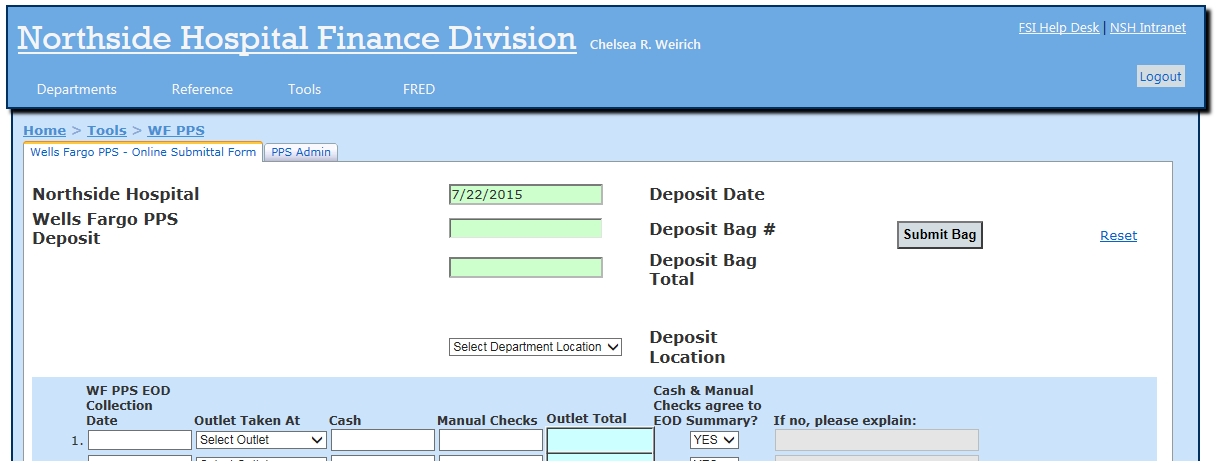 Northside Hospital Finance Division Chelsea R. Weirich
FSI Help Desk | NSH Intranet
Logout
Departments Reference Tools FRED
Home > Tools > WF PPS
Wells Fargo PPS - Online Submittal Form PPS Admin
Northside Hospital 7/22/2015 Deposit Date
Wells Fargo PPS
Deposit
Deposit Bag # Submit Bag Reset
Deposit Bag
Total
Select Department Location Deposit
Location
WF PPS EOD
Collection
Date
Outlet Taken At Cash Manual Checks Outlet Total
Cash & Manual
Checks agree to
EOD Summary?
If no, please explain:
1. Select Outlet YES